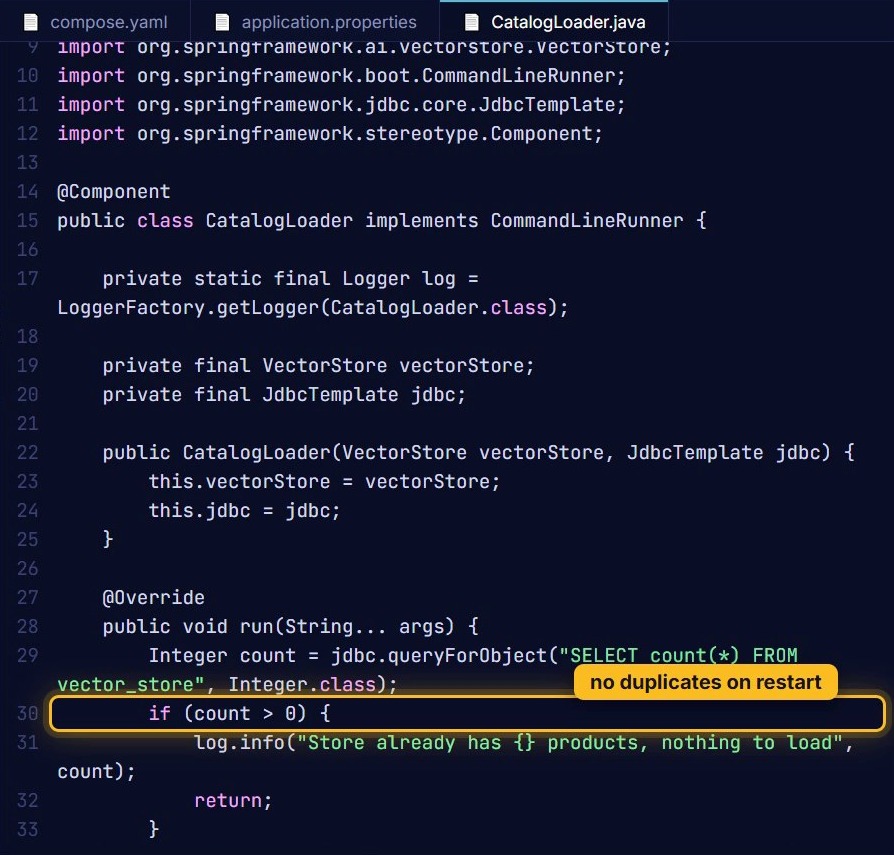 compose.yaml application.properties CatalogLoader.java
9 import org.springframework.ai.vectorstore.VectorStore;
10 import org.springframework.boot.CommandLineRunner;
11 import org.springframework.jdbc.core.JdbcTemplate;
12 import org.springframework.stereotype.Component;
13
14 @Component
15 public class CatalogLoader implements CommandLineRunner {
16
17     private static final Logger log =
LoggerFactory.getLogger(CatalogLoader.class);
18
19     private final VectorStore vectorStore;
20     private final JdbcTemplate jdbc;
21
22     public CatalogLoader(VectorStore vectorStore, JdbcTemplate jdbc) {
23         this.vectorStore = vectorStore;
24         this.jdbc = jdbc;
25     }
26
27     @Override
28     public void run(String... args) {
29         Integer count = jdbc.queryForObject("SELECT count(*) FROM
vector_store", Integer.class);
no duplicates on restart
30         if (count > 0) {
31             log.info("Store already has {} products, nothing to load",
count);
32             return;
33         }